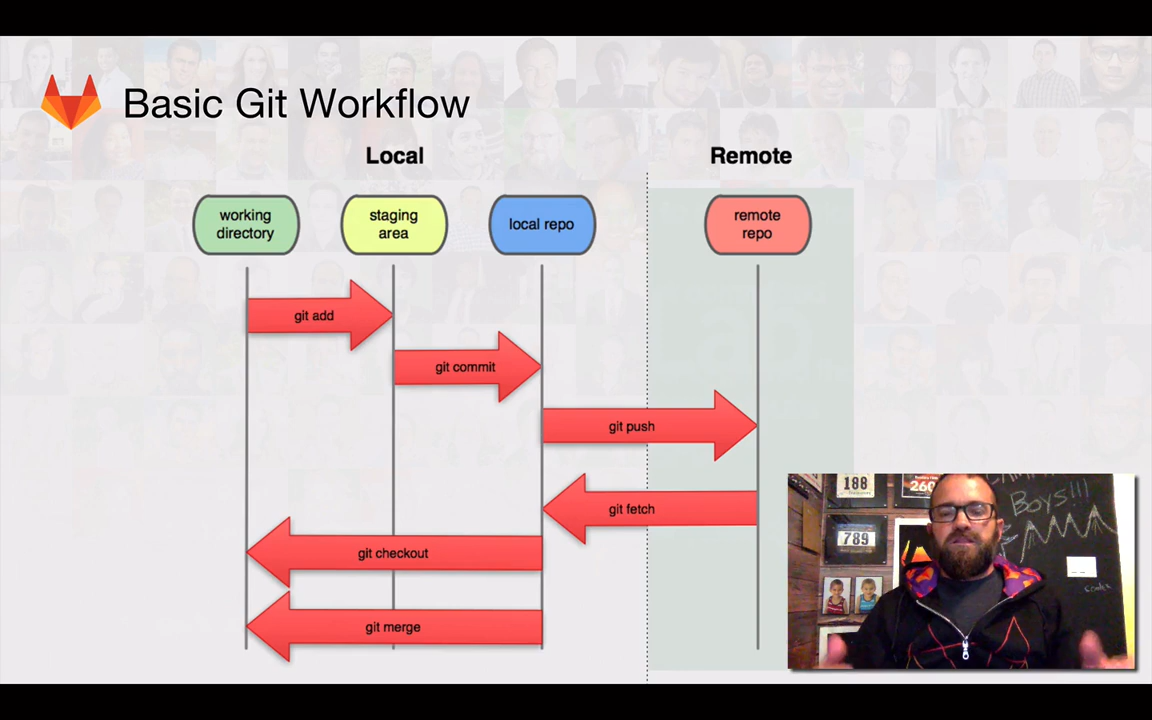 Basic Git Workflow
Local
Remote
working
directory
staging
area
local repo
remote
repo
git add
git commit
git push
git fetch
git checkout
git merge
188
260
BOYS!!!
789